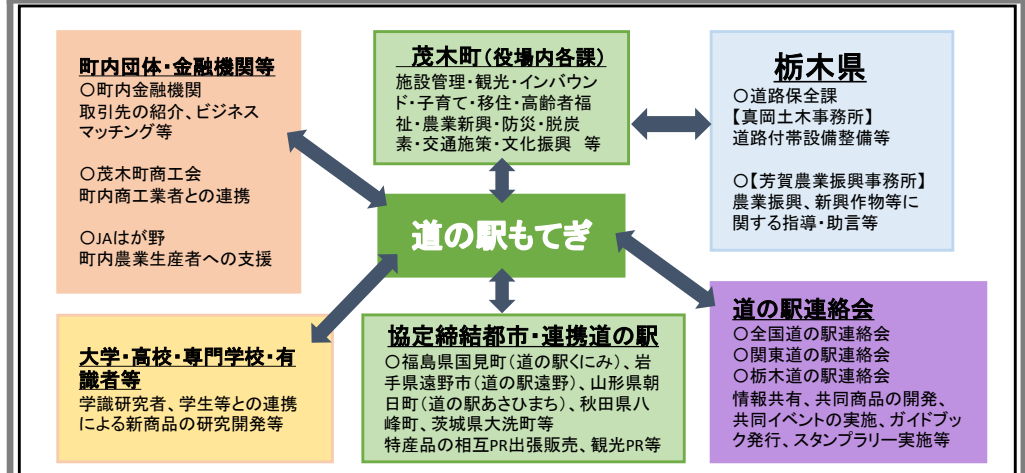 町内団体・金融機関等
〇町内金融機関
取引先の紹介、ビジネス
マッチング等
〇茂木町商工会
町内商工業者との連携
〇JAはが野
町内農業生産者への支援
茂木町（役場内各課）
施設管理・観光・インバウン
ド・子育て・移住・高齢者福
祉・農業新興・防災・脱炭
素・交通施策・文化振興　等
栃木県
〇道路保全課
【真岡土木事務所】
道路付帯設備整備等
〇【芳賀農業振興事務所】
農業振興、新興作物等に
関する指導・助言等
道の駅もてぎ
大学・高校・専門学校・有
識者等
学識研究者、学生等との連携
による新商品の研究開発等
協定締結都市・連携道の駅
〇福島県国見町（道の駅くにみ）、岩
手県遠野市（道の駅遠野）、山形県朝
日町（道の駅あさひまち）、秋田県八
峰町、茨城県大洗町等
特産品の相互PR出張販売、観光PR等
道の駅連絡会
〇全国道の駅連絡会
〇関東道の駅連絡会
〇栃木道の駅連絡会
情報共有、共同商品の開発、
共同イベントの実施、ガイドブッ
ク発行、スタンプラリー実施等